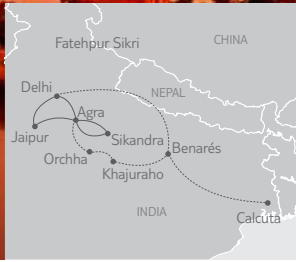 Fatehpur Sikri
CHINA
Delhi
NEPAL
Agra
Jaipur
Sikandra
Benarés
Orchha
Khajuraho
INDIA
Calcuta